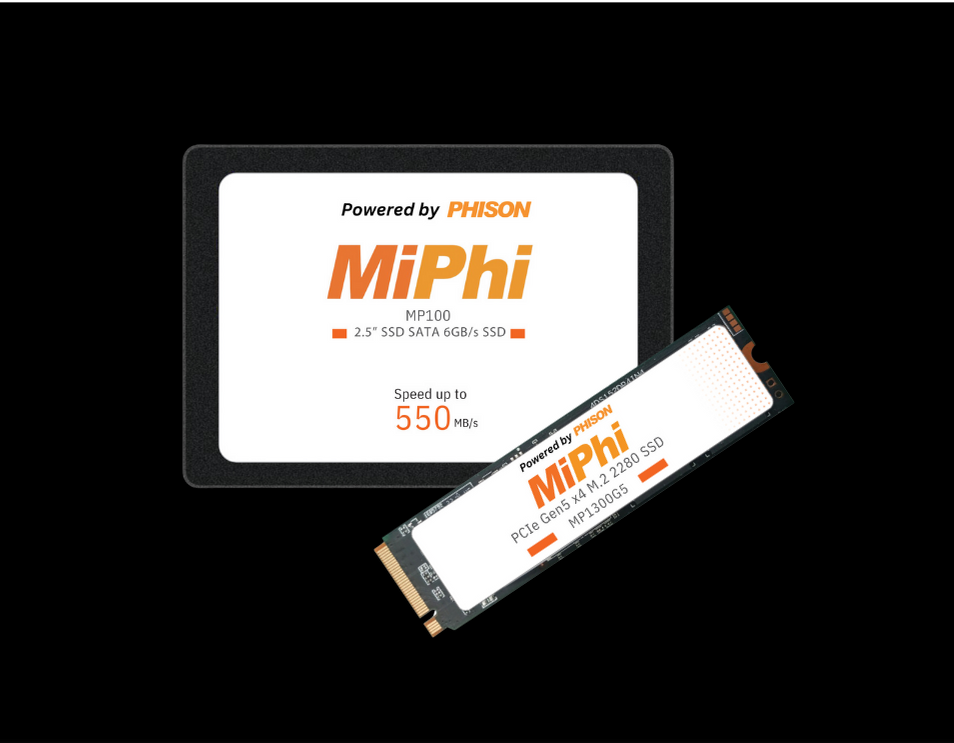 Powered by PHISON
MiPhi
MP100
2.5" SSD SATA 6GB/s SSD
Speed up to
550 MB/s
Powered by PHISON
MiPhi
PCIe Gen5 x4 M.2 2280 SSD
MP1300G5